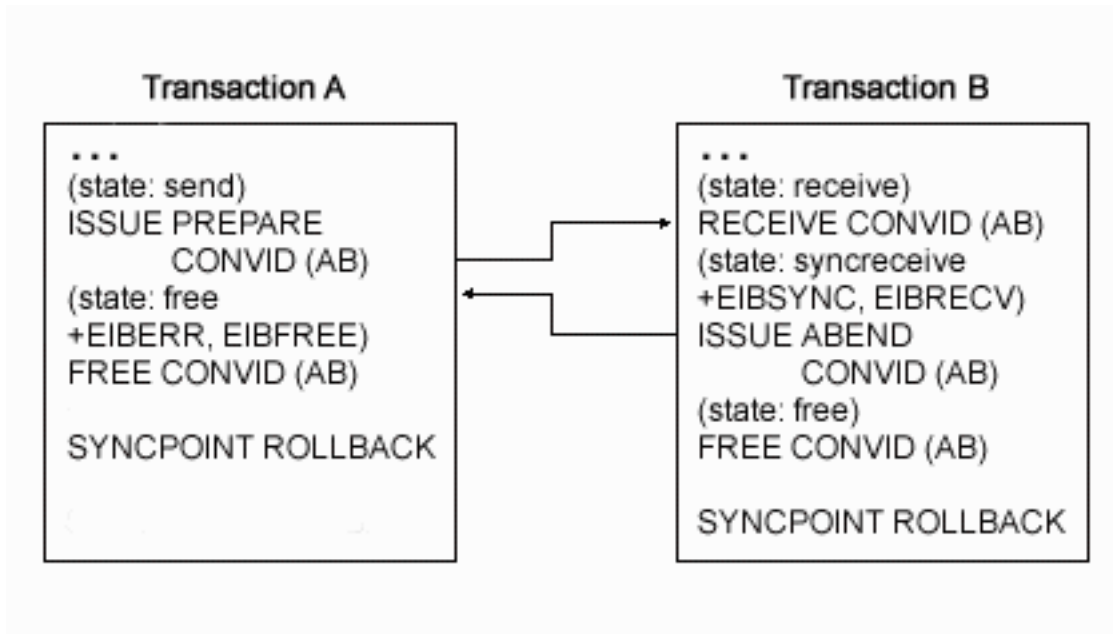 Transaction A
...
(state: send)
ISSUE PREPARE
CONVID (AB)
(state: free
+EIBERR, EIBFREE)
FREE CONVID (AB)
SYNCPOINT ROLLBACK
Transaction B
...
(state: receive)
RECEIVE CONVID (AB)
(state: syncreceive
+EIBSYNC, EIBRECV)
ISSUE ABEND
CONVID (AB)
(state: free)
FREE CONVID (AB)
SYNCPOINT ROLLBACK